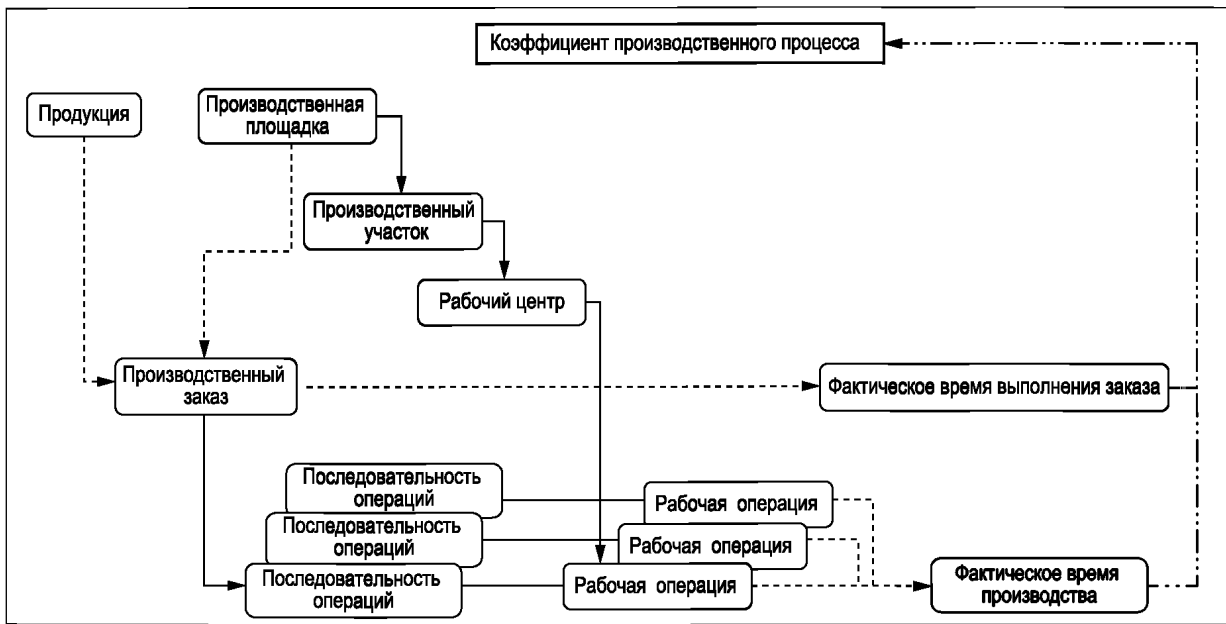 Коэффициент производственного процесса
Продукция
Производственная
площадка
Производственный
участок
Рабочий центр
Производственный
заказ
Фактическое время выполнения заказа
Последовательность
операций
Рабочая операция
Последовательность
операций
Рабочая операция
Последовательность
операций
Рабочая операция
Фактическое время
производства